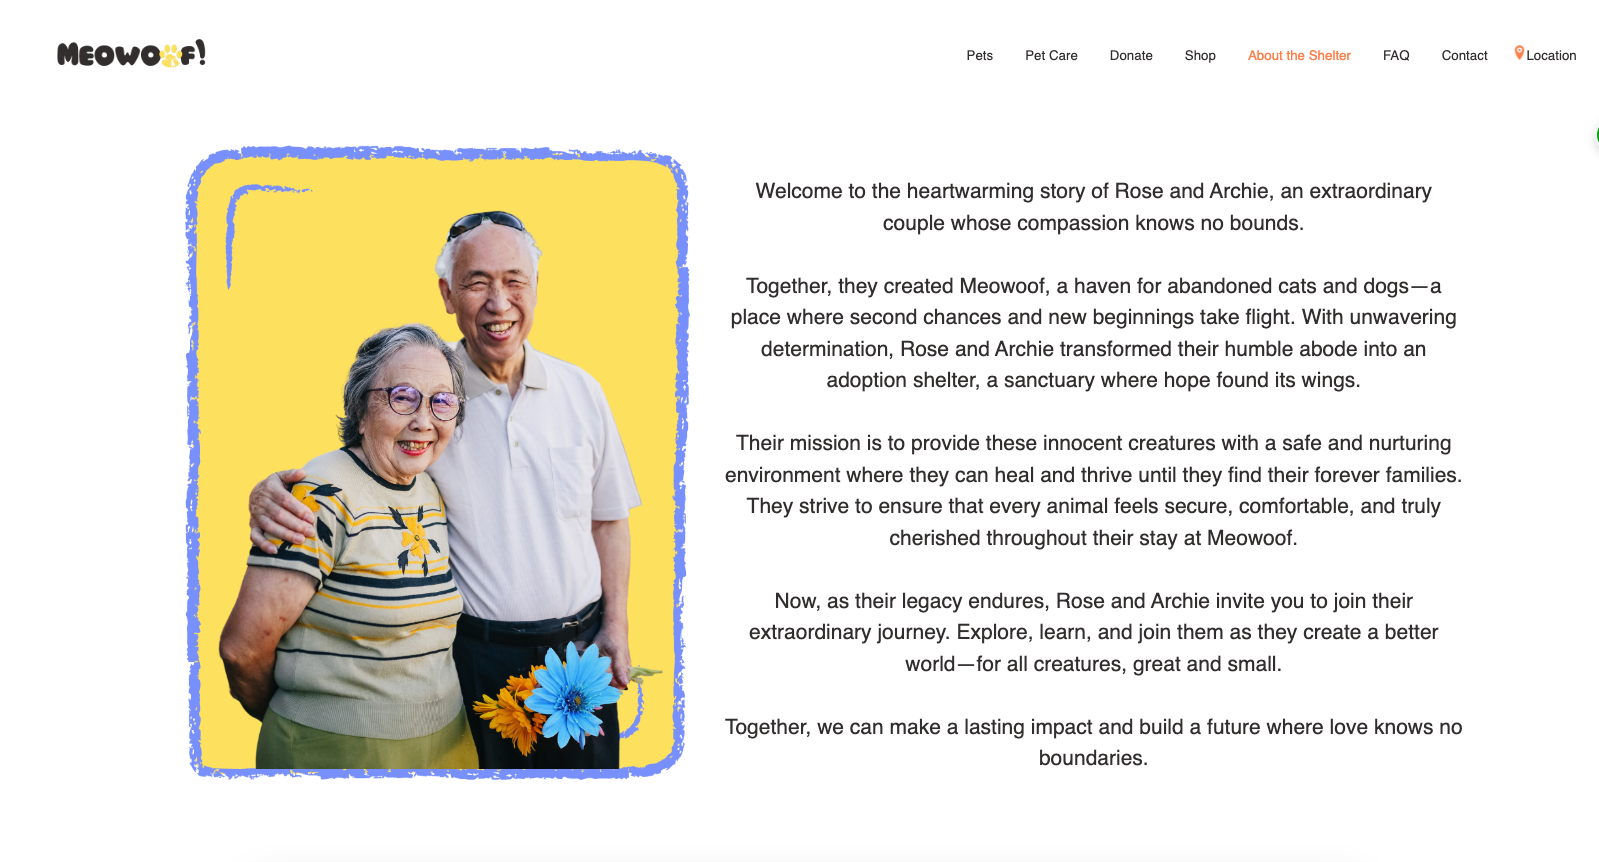 MEOWOOF!
Pets Pet Care Donate Shop About the Shelter FAQ Contact Location
Welcome to the heartwarming story of Rose and Archie, an extraordinary
couple whose compassion knows no bounds.
Together, they created Meowoof, a haven for abandoned cats and dogs—a
place where second chances and new beginnings take flight. With unwavering
determination, Rose and Archie transformed their humble abode into an
adoption shelter, a sanctuary where hope found its wings.
Their mission is to provide these innocent creatures with a safe and nurturing
environment where they can heal and thrive until they find their forever families.
They strive to ensure that every animal feels secure, comfortable, and truly
cherished throughout their stay at Meowoof.
Now, as their legacy endures, Rose and Archie invite you to join their
extraordinary journey. Explore, learn, and join them as they create a better
world—for all creatures, great and small.
Together, we can make a lasting impact and build a future where love knows no
boundaries.